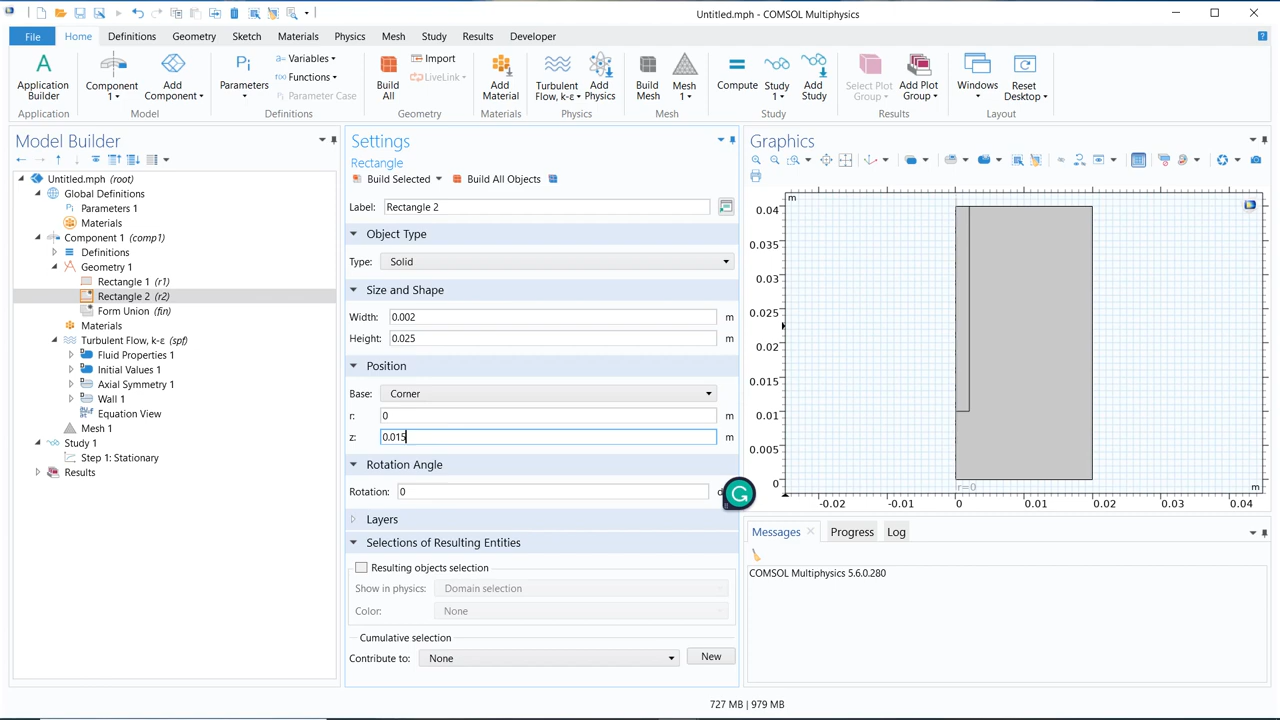 Untitled.mph - COMSOL Multiphysics
File Home Definitions Geometry Sketch Materials Physics Mesh Study Results Developer
Application Builder
Component 1
Add Component
Pi Parameters
a= Variables
f(x) Functions
Parameter Case
Build All
Import
LiveLink
Add Material
Turbulent Flow, k-ε
Add Physics
Build Mesh
Mesh 1
Compute
Study 1
Add Study
Select Plot Group
Add Plot Group
Windows
Reset Desktop
Application Model Definitions Geometry Materials Physics Mesh Study Results Layout
Model Builder
Untitled.mph (root)
Global Definitions
Pi Parameters 1
Materials
Component 1 (comp1)
Definitions
Geometry 1
Rectangle 1 (r1)
Rectangle 2 (r2)
Form Union (fin)
Materials
Turbulent Flow, k-ε (spf)
Fluid Properties 1
Initial Values 1
Axial Symmetry 1
Wall 1
Equation View
Mesh 1
Study 1
Step 1: Stationary
Results
Settings
Rectangle
Build Selected Build All Objects
Label: Rectangle 2
Object Type
Type: Solid
Size and Shape
Width: 0.002 m
Height: 0.025 m
Position
Base: Corner
r: 0 m
z: 0.015 m
Rotation Angle
Rotation: 0
Layers
Selections of Resulting Entities
Resulting objects selection
Show in physics: Domain selection
Color: None
Cumulative selection
Contribute to: None New
Graphics
m
0.04
0.035
0.03
0.025
0.02
0.015
0.01
0.005
0
r=0
m
-0.02 -0.01 0 0.01 0.02 0.03 0.04
Messages Progress Log
COMSOL Multiphysics 5.6.0.280
727 MB | 979 MB